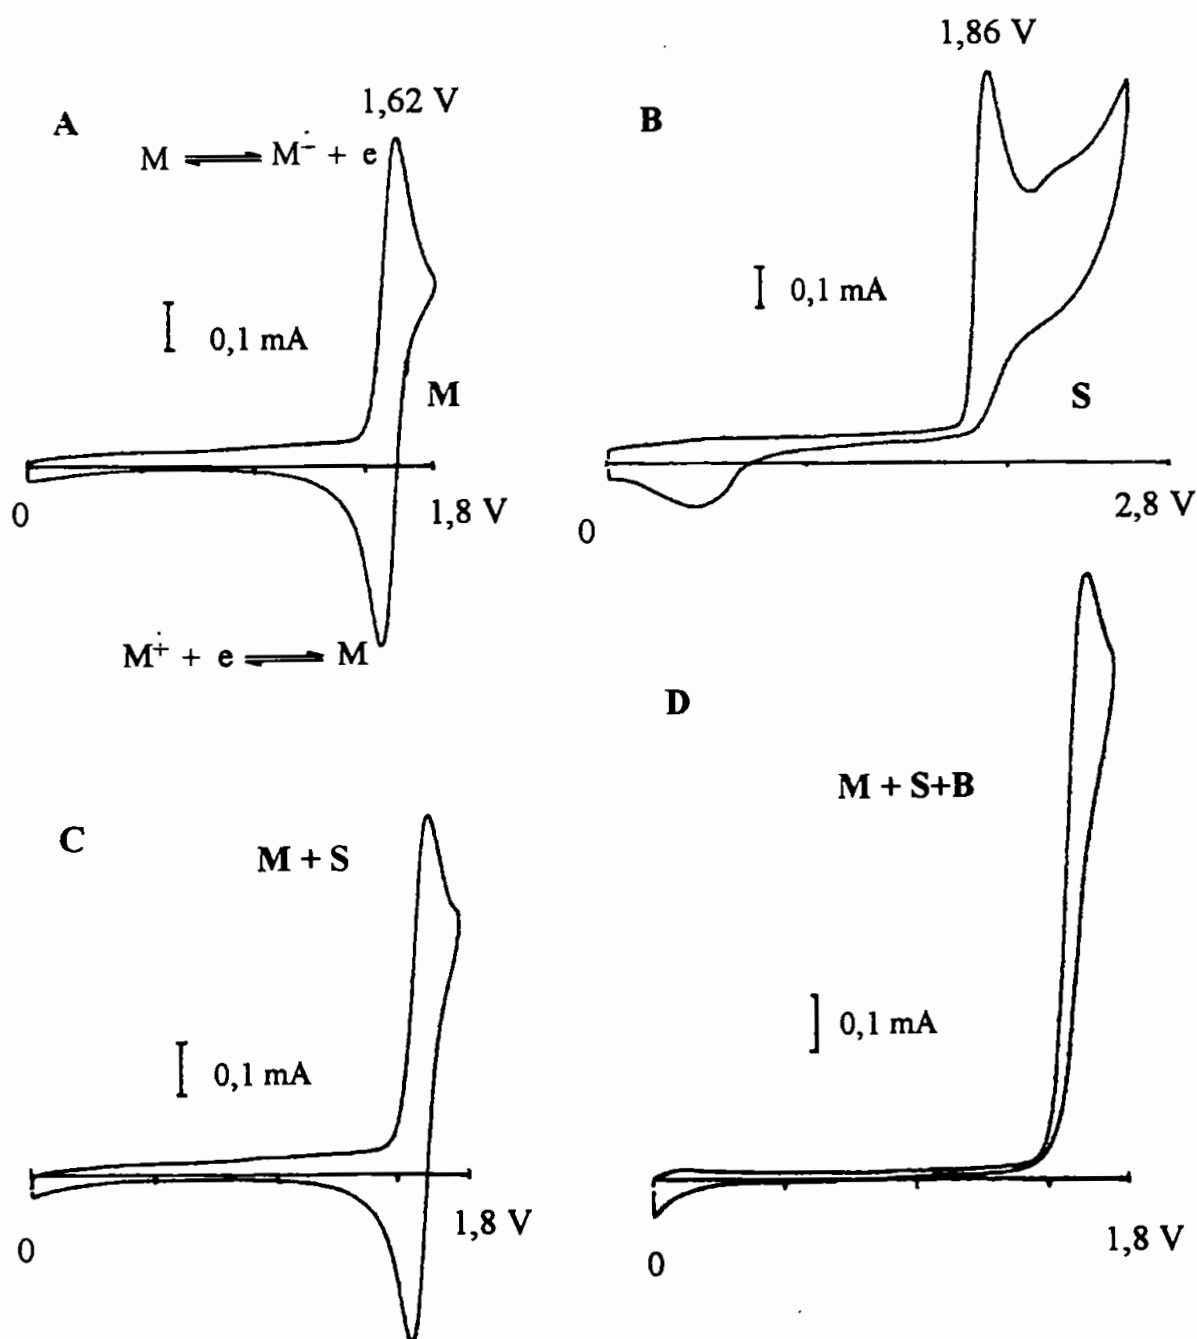 A
1,62 V
M ⇌ M∸ + e
0,1 mA
M
0
1,8 V
M⨥ + e ⇌ M
1,86 V
B
0,1 mA
S
0
2,8 V
C
M + S
0,1 mA
0
1,8 V
D
M + S+B
0,1 mA
0
1,8 V